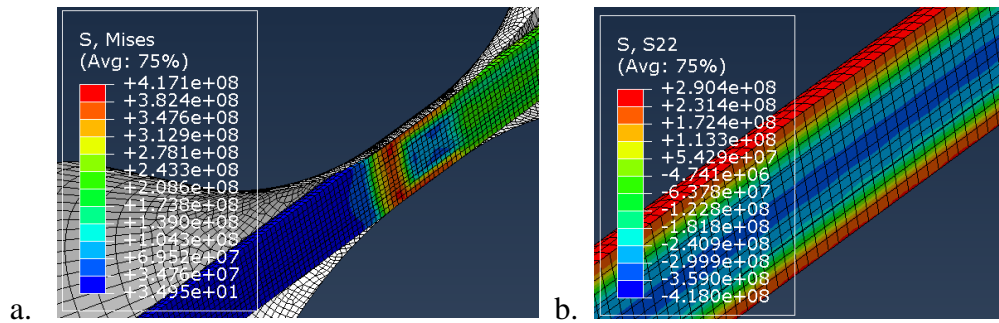 S, Mises
(Avg: 75%)
+4.171e+08
+3.824e+08
+3.476e+08
+3.129e+08
+2.781e+08
+2.433e+08
+2.086e+08
+1.738e+08
+1.390e+08
+1.043e+08
+6.952e+07
+3.476e+07
+3.495e+01
a.
S, S22
(Avg: 75%)
+2.904e+08
+2.314e+08
+1.724e+08
+1.133e+08
+5.429e+07
-4.741e+06
-6.378e+07
-1.228e+08
-1.818e+08
-2.409e+08
-2.999e+08
-3.590e+08
-4.180e+08
b.